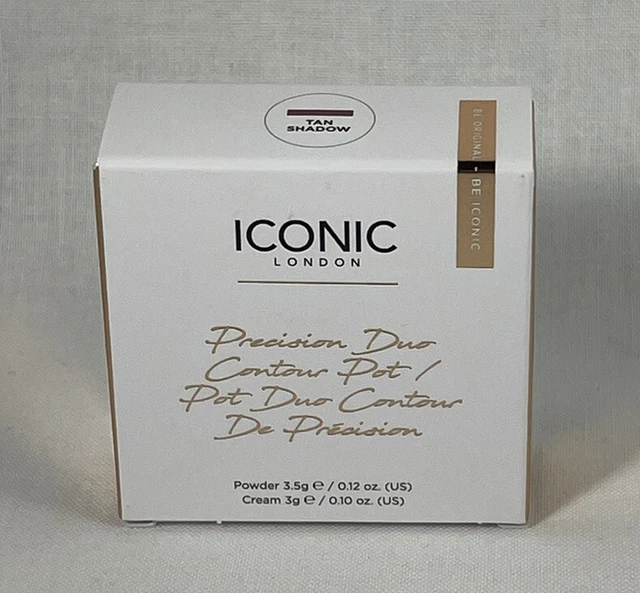 TAN
SHADOW
BE ORIGINAL - BE ICONIC
ICONIC
LONDON
Precision Duo
Contour Pot /
Pot Duo Contour
De Précision
Powder 3.5g ℮ / 0.12 oz. (US)
Cream 3g ℮ / 0.10 oz. (US)